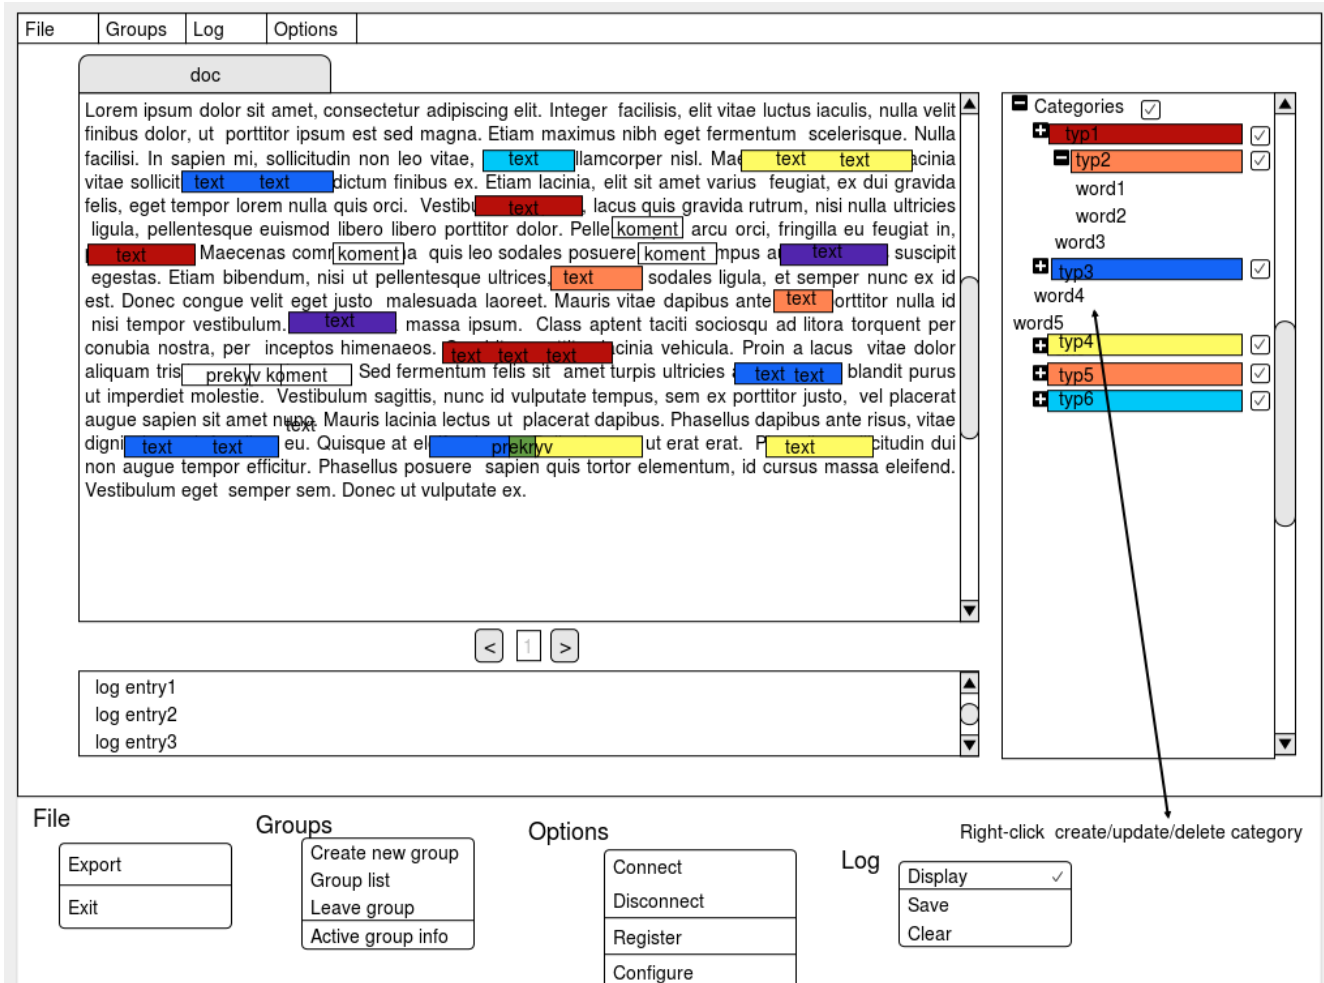 File Groups Log Options
doc
Lorem ipsum dolor sit amet, consectetur adipiscing elit. Integer facilisis, elit vitae luctus iaculis, nulla velit
finibus dolor, ut porttitor ipsum est sed magna. Etiam maximus nibh eget fermentum scelerisque. Nulla
facilisi. In sapien mi, sollicitudin non leo vitae, text llamcorper nisl. Mae text text acinia
vitae sollicit text text dictum finibus ex. Etiam lacinia, elit sit amet varius feugiat, ex dui gravida
felis, eget tempor lorem nulla quis orci. Vestibu text , lacus quis gravida rutrum, nisi nulla ultricies
ligula, pellentesque euismod libero libero porttitor dolor. Pelle koment arcu orci, fringilla eu feugiat in,
text Maecenas com koment a quis leo sodales posuere koment mpus a text suscipit
egestas. Etiam bibendum, nisi ut pellentesque ultrices, text sodales ligula, et semper nunc ex id
est. Donec congue velit eget justo malesuada laoreet. Mauris vitae dapibus ante text orttitor nulla id
nisi tempor vestibulum. text massa ipsum. Class aptent taciti sociosqu ad litora torquent per
conubia nostra, per inceptos himenaeos. text text text acinia vehicula. Proin a lacus vitae dolor
aliquam tris prekyv koment Sed fermentum felis sit amet turpis ultricies text text blandit purus
ut imperdiet molestie. Vestibulum sagittis, nunc id vulputate tempus, sem ex porttitor justo, vel placerat
augue sapien sit amet nunc. Mauris lacinia lectus ut placerat dapibus. Phasellus dapibus ante risus, vitae
text
digni text text eu. Quisque at el prekryv ut erat erat. P text citudin dui
non augue tempor efficitur. Phasellus posuere sapien quis tortor elementum, id cursus massa eleifend.
Vestibulum eget semper sem. Donec ut vulputate ex.
< 1 >
log entry1
log entry2
log entry3
Categories
typ1
typ2
word1
word2
word3
typ3
word4
word5
typ4
typ5
typ6
Right-click create/update/delete category
File
Export
Exit
Groups
Create new group
Group list
Leave group
Active group info
Options
Connect
Disconnect
Register
Configure
Log
Display
Save
Clear